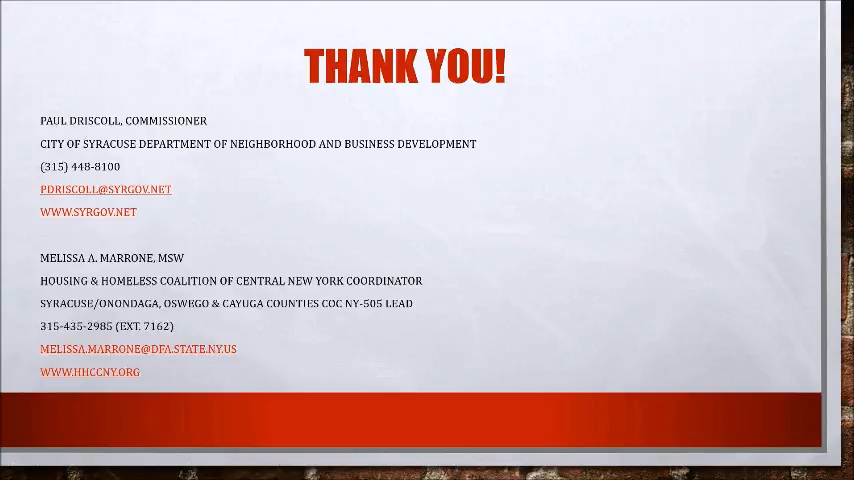 THANK YOU!
PAUL DRISCOLL, COMMISSIONER
CITY OF SYRACUSE DEPARTMENT OF NEIGHBORHOOD AND BUSINESS DEVELOPMENT
(315) 448-8100
PDRISCOLL@SYRGOV.NET
WWW.SYRGOV.NET
MELISSA A. MARRONE, MSW
HOUSING & HOMELESS COALITION OF CENTRAL NEW YORK COORDINATOR
SYRACUSE/ONONDAGA, OSWEGO & CAYUGA COUNTIES COC NY-505 LEAD
315-435-2985 (EXT. 7162)
MELISSA.MARRONE@DFA.STATE.NY.US
WWW.HHCCNY.ORG